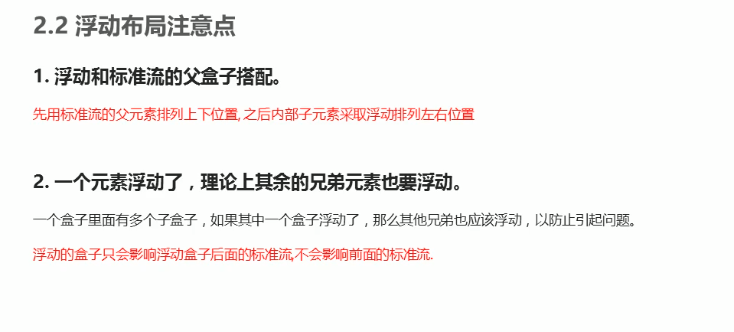 2.2 浮动布局注意点
1. 浮动和标准流的父盒子搭配。
先用标准流的父元素排列上下位置, 之后内部子元素采取浮动排列左右位置
2. 一个元素浮动了，理论上其余的兄弟元素也要浮动。
一个盒子里面有多个子盒子，如果其中一个盒子浮动了，那么其他兄弟也应该浮动，以防止引起问题。
浮动的盒子只会影响浮动盒子后面的标准流,不会影响前面的标准流.